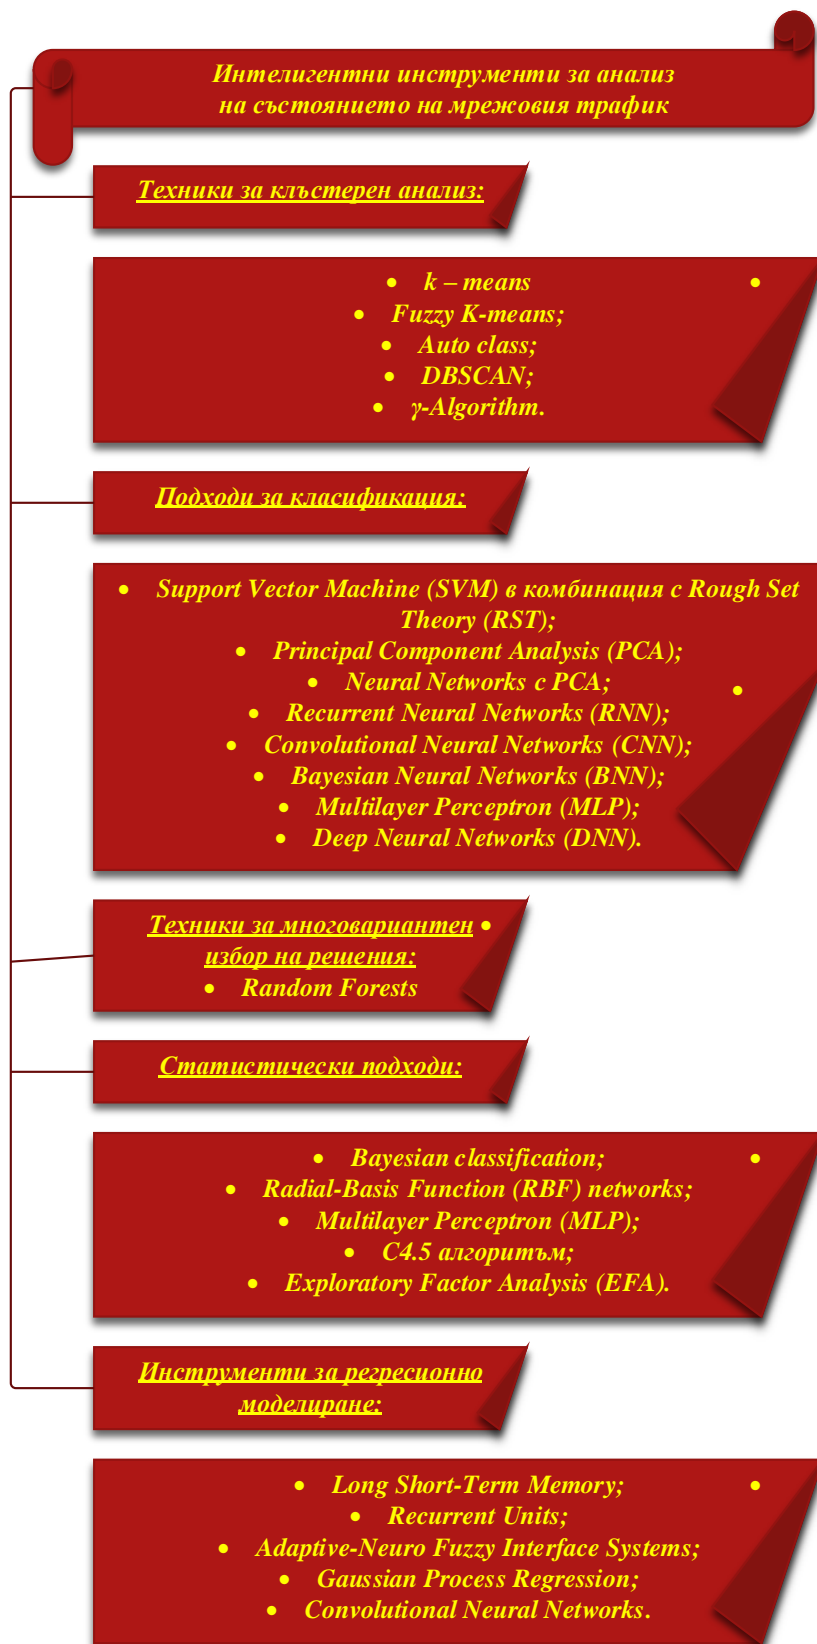 Интелигентни инструменти за анализ
на състоянието на мрежовия трафик
Техники за клъстерен анализ:
• k – means
• Fuzzy K-means;
• Auto class;
• DBSCAN;
• γ-Algorithm.
Подходи за класификация:
• Support Vector Machine (SVM) в комбинация с Rough Set
Theory (RST);
• Principal Component Analysis (PCA);
• Neural Networks с PCA;
• Recurrent Neural Networks (RNN);
• Convolutional Neural Networks (CNN);
• Bayesian Neural Networks (BNN);
• Multilayer Perceptron (MLP);
• Deep Neural Networks (DNN).
Техники за многовариантен
избор на решения:
• Random Forests
Статистически подходи:
• Bayesian classification;
• Radial-Basis Function (RBF) networks;
• Multilayer Perceptron (MLP);
• C4.5 алгоритъм;
• Exploratory Factor Analysis (EFA).
Инструменти за регресионно
моделиране:
• Long Short-Term Memory;
• Recurrent Units;
• Adaptive-Neuro Fuzzy Interface Systems;
• Gaussian Process Regression;
• Convolutional Neural Networks.